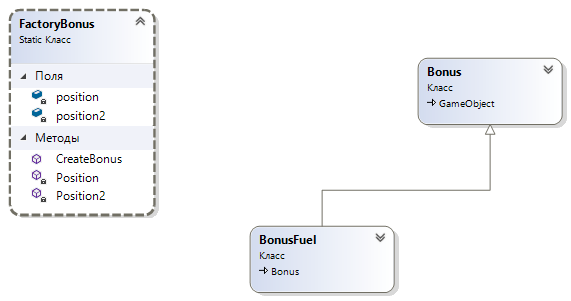 FactoryBonus
Static Класс
Поля
position
position2
Методы
CreateBonus
Position
Position2
Bonus
Класс
GameObject
BonusFuel
Класс
Bonus